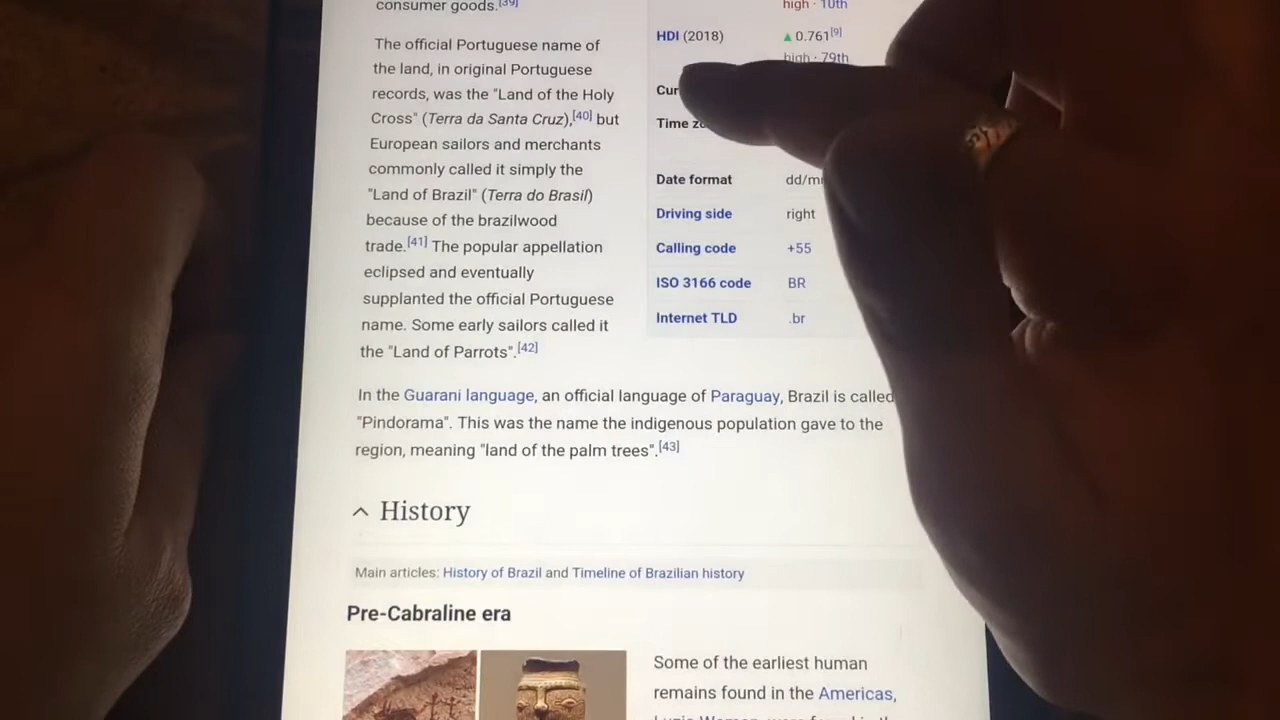 consumer goods.[39]
The official Portuguese name of
the land, in original Portuguese
records, was the "Land of the Holy
Cross" (Terra da Santa Cruz),[40] but
European sailors and merchants
commonly called it simply the
"Land of Brazil" (Terra do Brasil)
because of the brazilwood
trade.[41] The popular appellation
eclipsed and eventually
supplanted the official Portuguese
name. Some early sailors called it
the "Land of Parrots".[42]
high · 10th
HDI (2018) ▲ 0.761[9]
high · 79th
Time
Date format
Driving side right
Calling code +55
ISO 3166 code BR
Internet TLD .br
In the Guarani language, an official language of Paraguay, Brazil is called
"Pindorama". This was the name the indigenous population gave to the
region, meaning "land of the palm trees".[43]
History
Main articles: History of Brazil and Timeline of Brazilian history
Pre-Cabraline era
Some of the earliest human
remains found in the Americas,